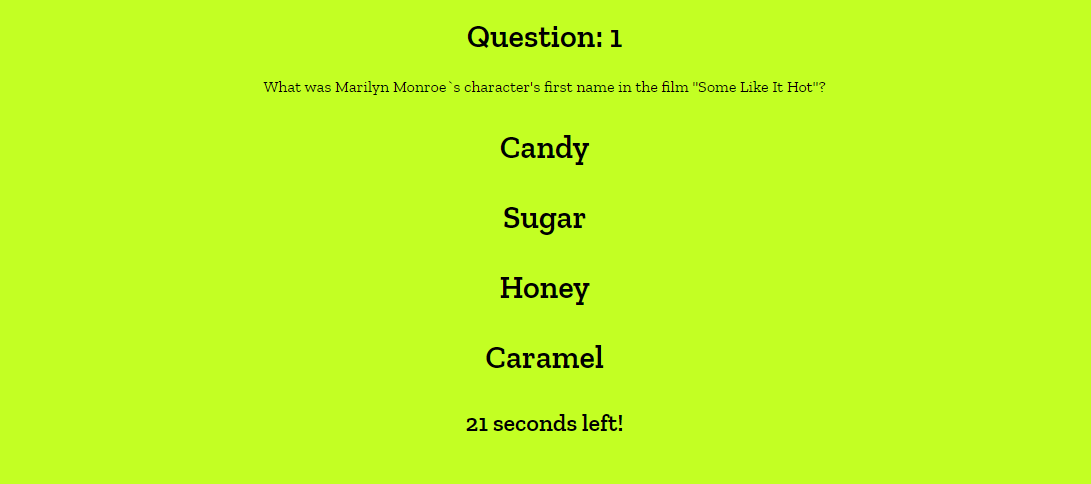 Question: 1
What was Marilyn Monroe`s character's first name in the film "Some Like It Hot"?
Candy
Sugar
Honey
Caramel
21 seconds left!